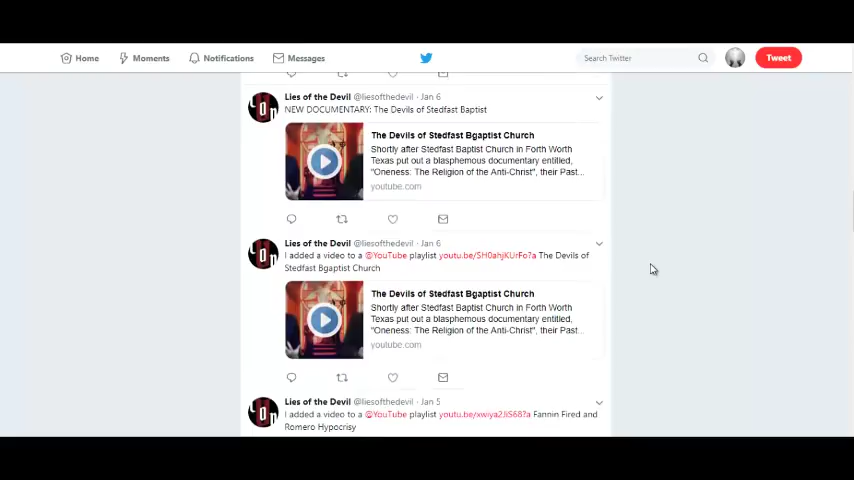 Home Moments Notifications Messages Search Twitter Tweet
Lies of the Devil @liesofthedevil · Jan 6
NEW DOCUMENTARY: The Devils of Stedfast Baptist
The Devils of Stedfast Bgaptist Church
Shortly after Stedfast Baptist Church in Forth Worth
Texas put out a blasphemous documentary entitled,
"Oneness: The Religion of the Anti-Christ", their Past...
youtube.com
Lies of the Devil @liesofthedevil · Jan 6
I added a video to a @YouTube playlist youtu.be/SH0ahjKUrFo?a The Devils of
Stedfast Bgaptist Church
The Devils of Stedfast Bgaptist Church
Shortly after Stedfast Baptist Church in Forth Worth
Texas put out a blasphemous documentary entitled,
"Oneness: The Religion of the Anti-Christ", their Past...
youtube.com
Lies of the Devil @liesofthedevil · Jan 5
I added a video to a @YouTube playlist youtu.be/xwiya2JiS68?a Fannin Fired and
Romero Hypocrisy